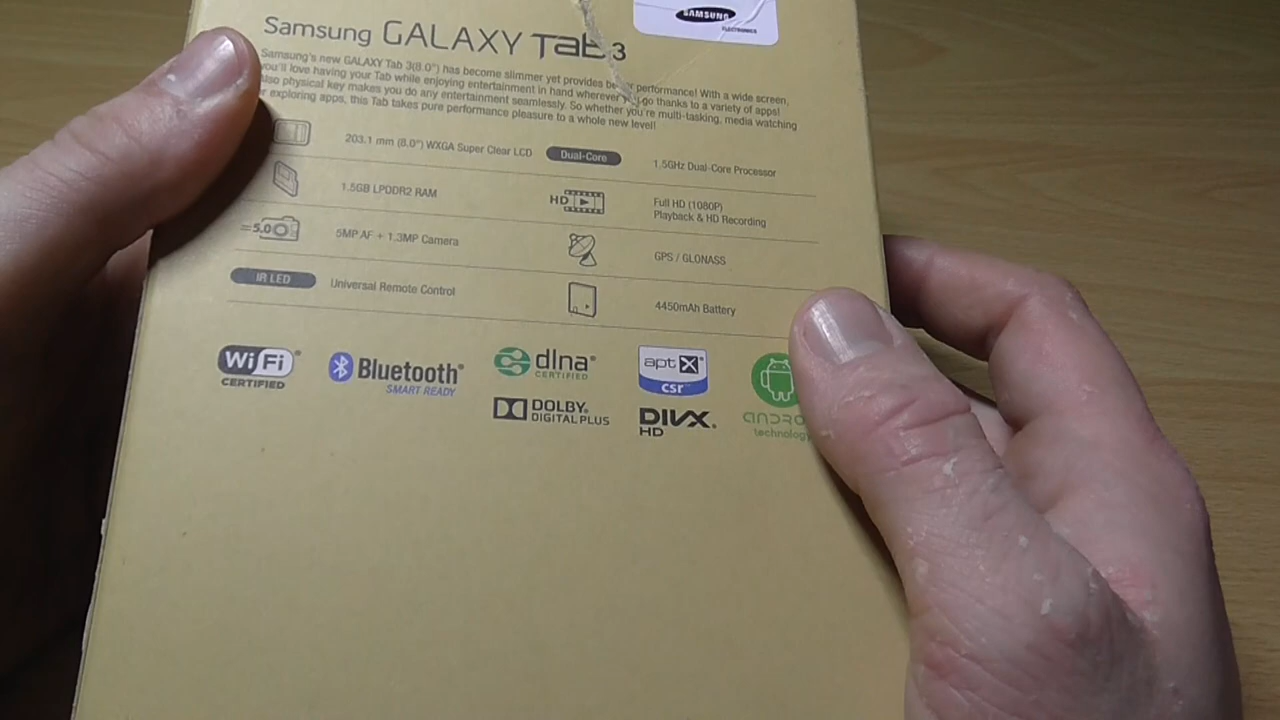 SAMSUNG
ELECTRONICS
Samsung GALAXY Tab 3
Samsung's new GALAXY Tab 3(8.0") has become slimmer yet provides performance! With a wide screen,
you'll love having your Tab while enjoying entertainment in hand wherever go thanks to a variety of apps!
Also physical key makes you do any entertainment seamlessly. So whether you're multi-tasking, media watching
exploring apps, this Tab takes pure performance pleasure to a whole new level!
203.1 mm (8.0") WXGA Super Clear LCD
Dual-Core
1.5GHz Dual-Core Processor
1.5GB LPDDR2 RAM
HD
Full HD (1080P)
Playback & HD Recording
5.0
5MP AF + 1.3MP Camera
GPS / GLONASS
IR LED
Universal Remote Control
4450mAh Battery
Wi Fi
CERTIFIED
Bluetooth®
SMART READY
dlna®
CERTIFIED
aptX®
csr
DOLBY®
DIGITAL PLUS
DIVX®
HD
technology